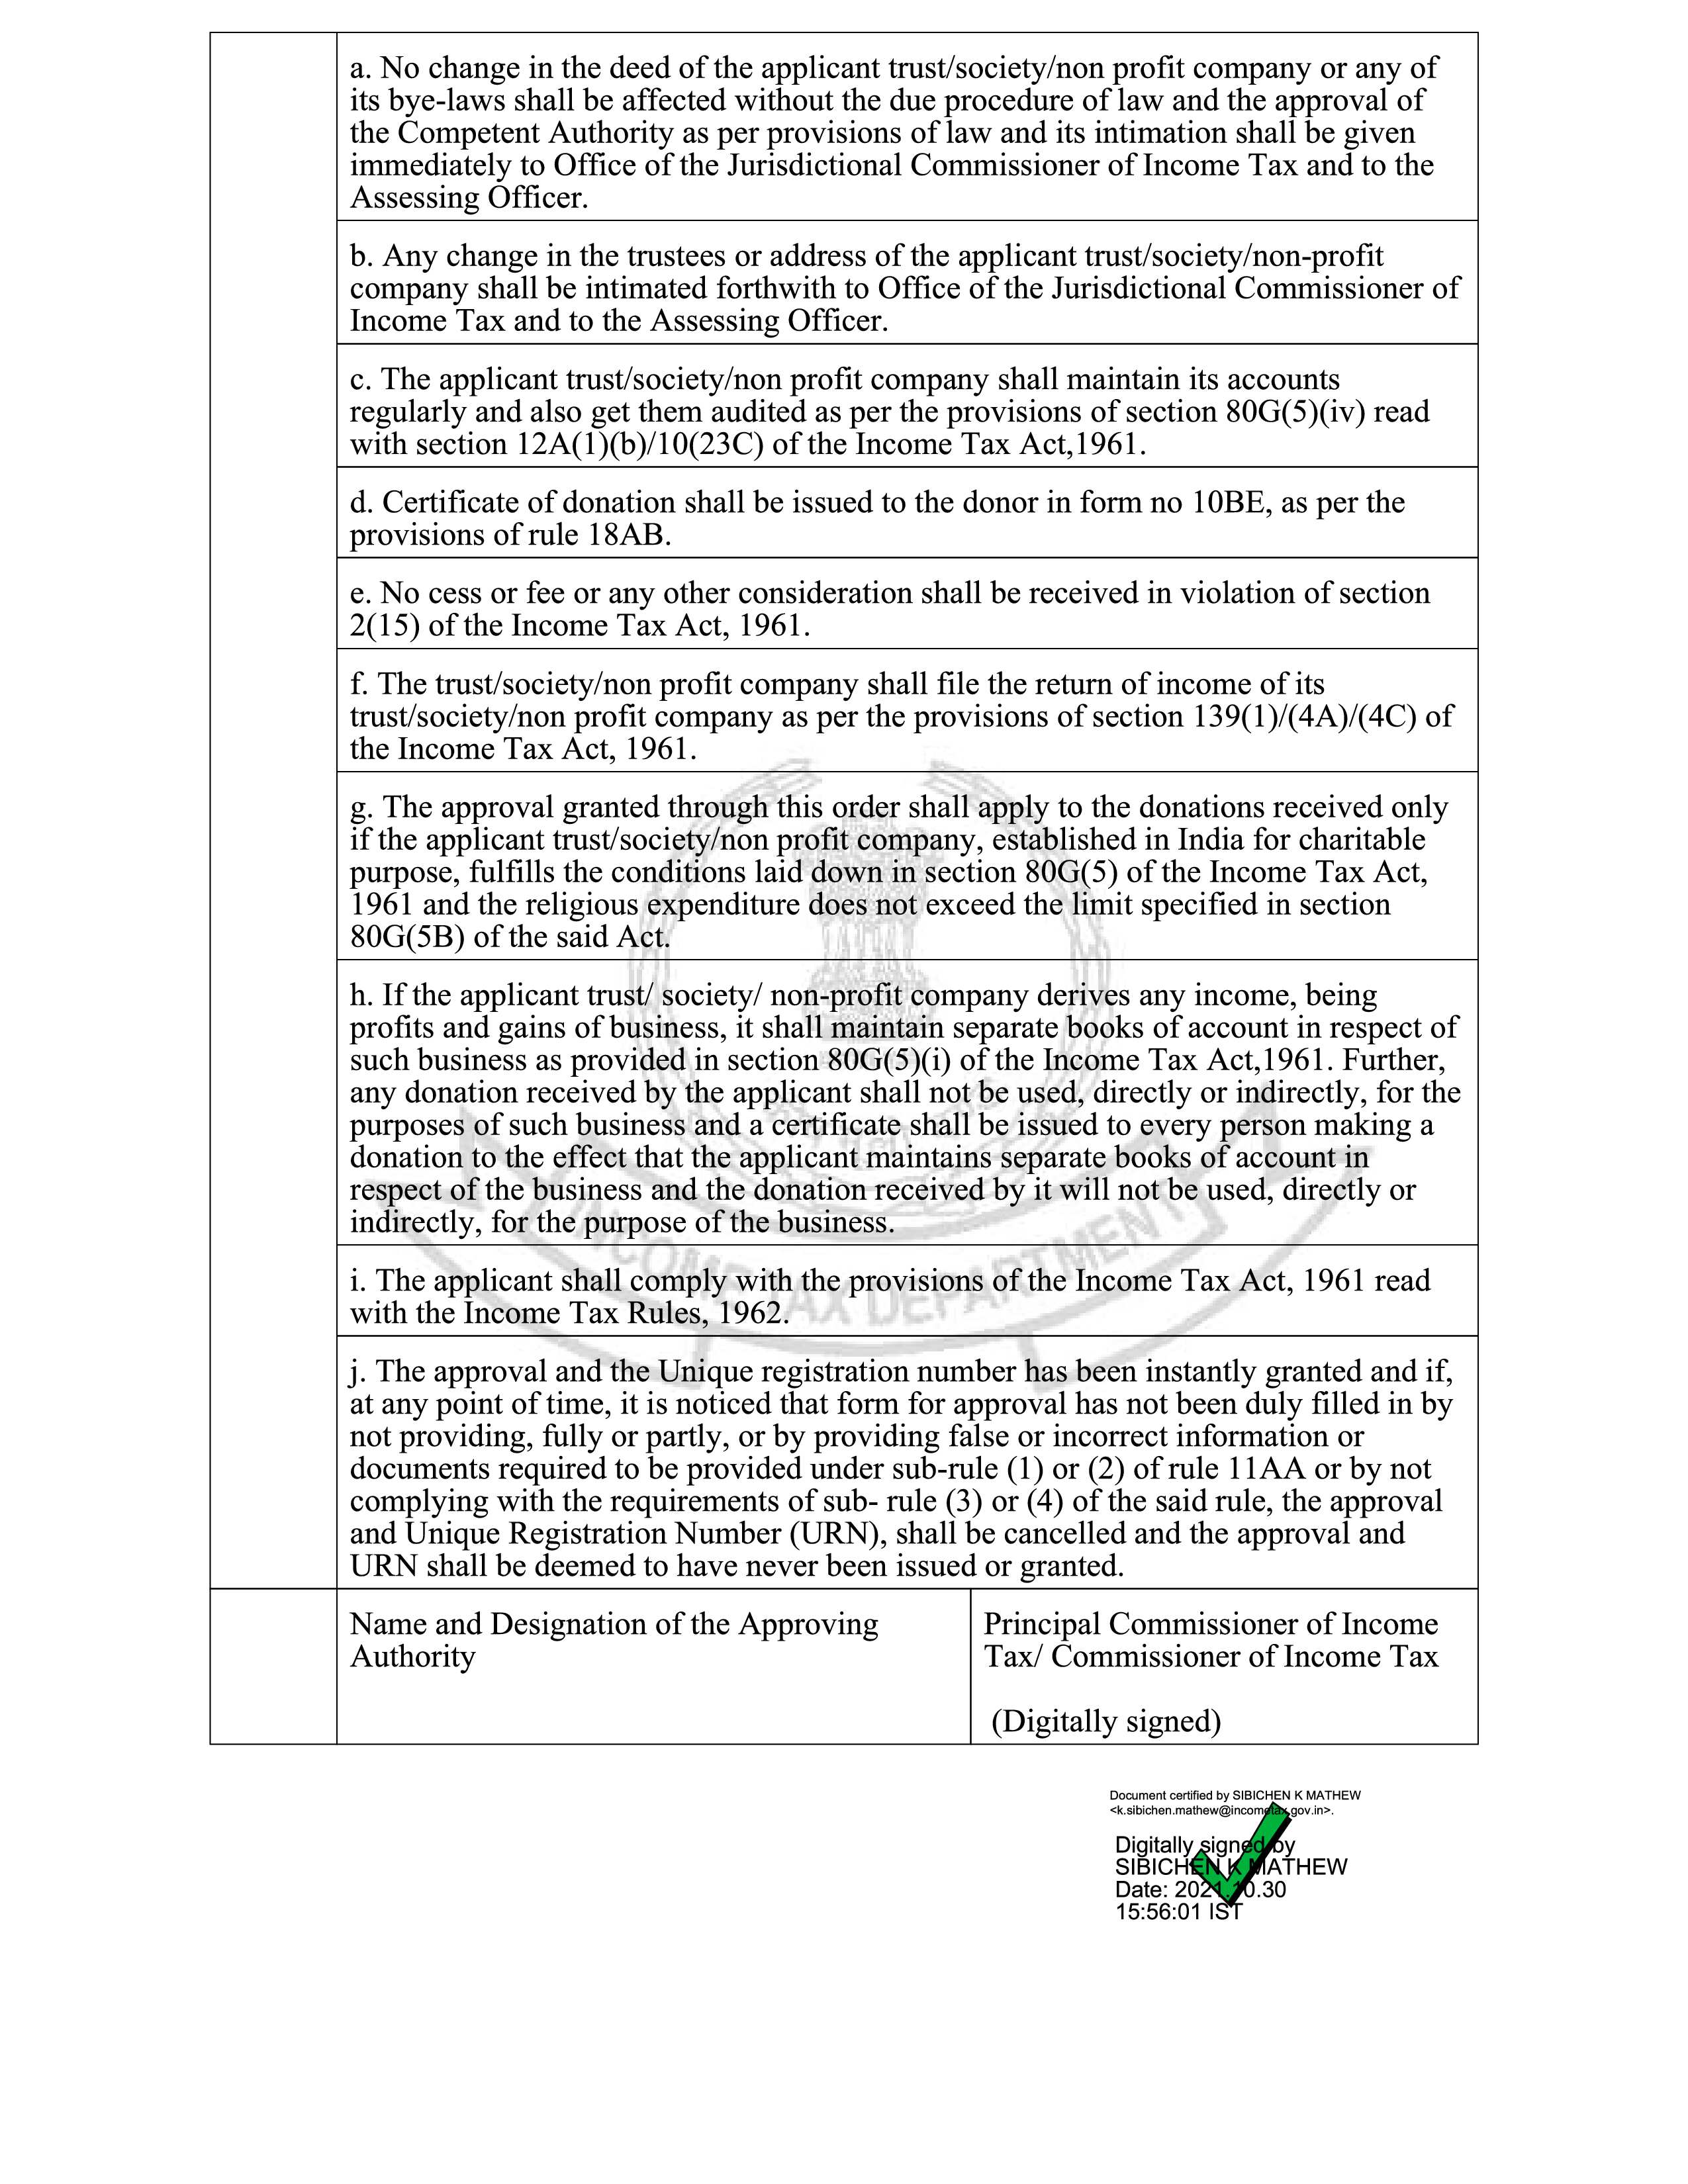 a. No change in the deed of the applicant trust/society/non profit company or any of
its bye-laws shall be affected without the due procedure of law and the approval of
the Competent Authority as per provisions of law and its intimation shall be given
immediately to Office of the Jurisdictional Commissioner of Income Tax and to the
Assessing Officer.
b. Any change in the trustees or address of the applicant trust/society/non-profit
company shall be intimated forthwith to Office of the Jurisdictional Commissioner of
Income Tax and to the Assessing Officer.
c. The applicant trust/society/non profit company shall maintain its accounts
regularly and also get them audited as per the provisions of section 80G(5)(iv) read
with section 12A(1)(b)/10(23C) of the Income Tax Act,1961.
d. Certificate of donation shall be issued to the donor in form no 10BE, as per the
provisions of rule 18AB.
e. No cess or fee or any other consideration shall be received in violation of section
2(15) of the Income Tax Act, 1961.
f. The trust/society/non profit company shall file the return of income of its
trust/society/non profit company as per the provisions of section 139(1)/(4A)/(4C) of
the Income Tax Act, 1961.
g. The approval granted through this order shall apply to the donations received only
if the applicant trust/society/non profit company, established in India for charitable
purpose, fulfills the conditions laid down in section 80G(5) of the Income Tax Act,
1961 and the religious expenditure does not exceed the limit specified in section
80G(5B) of the said Act.
h. If the applicant trust/ society/ non-profit company derives any income, being
profits and gains of business, it shall maintain separate books of account in respect of
such business as provided in section 80G(5)(i) of the Income Tax Act,1961. Further,
any donation received by the applicant shall not be used, directly or indirectly, for the
purposes of such business and a certificate shall be issued to every person making a
donation to the effect that the applicant maintains separate books of account in
respect of the business and the donation received by it will not be used, directly or
indirectly, for the purpose of the business.
INCOME TAX DEPARTMENT
i. The applicant shall comply with the provisions of the Income Tax Act, 1961 read
with the Income Tax Rules, 1962.
j. The approval and the Unique registration number has been instantly granted and if,
at any point of time, it is noticed that form for approval has not been duly filled in by
not providing, fully or partly, or by providing false or incorrect information or
documents required to be provided under sub-rule (1) or (2) of rule 11AA or by not
complying with the requirements of sub- rule (3) or (4) of the said rule, the approval
and Unique Registration Number (URN), shall be cancelled and the approval and
URN shall be deemed to have never been issued or granted.
Name and Designation of the Approving
Authority
Principal Commissioner of Income
Tax/ Commissioner of Income Tax
(Digitally signed)
Document certified by SIBICHEN K MATHEW
<k.sibichen.mathew@incometax.gov.in>.
Digitally signed by
SIBICHEN K MATHEW
Date: 2021.10.30
15:56:01 IST